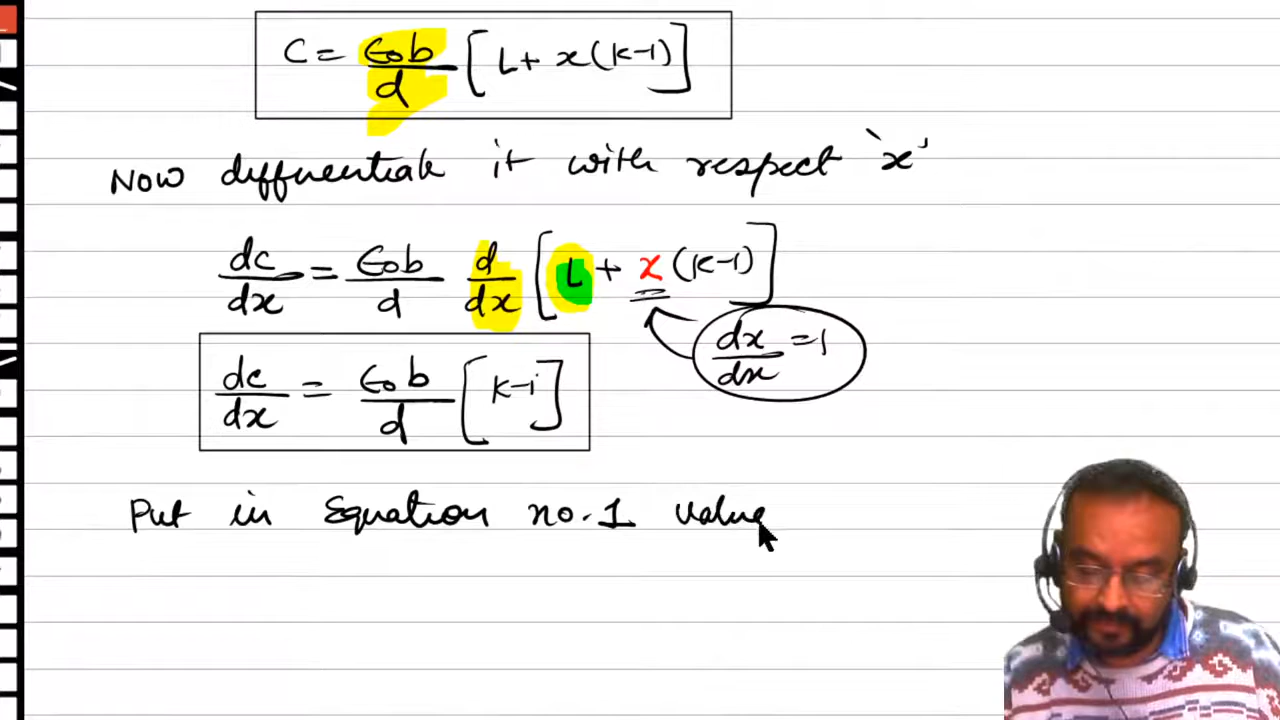 C = ε₀b/d [L + x(K-1)]
Now differentiate it with respect 'x'
dc/dx = ε₀b/d d/dx [L + x(K-1)]
dx/dx = 1
dc/dx = ε₀b/d [K-1]
Put in Equation no.1 value